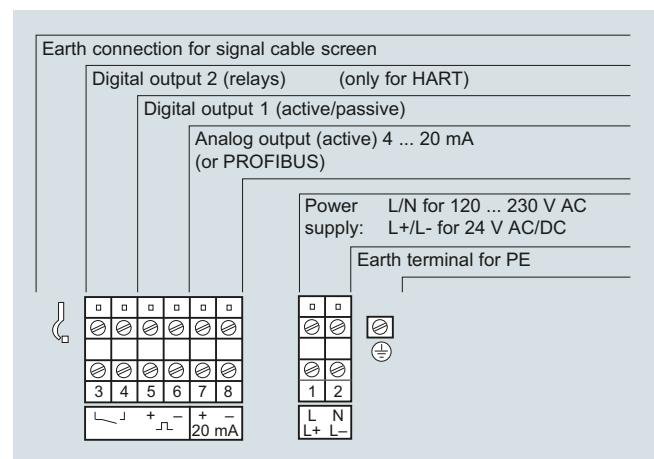 Earth connection for signal cable screen
Digital output 2 (relays) (only for HART)
Digital output 1 (active/passive)
Analog output (active) 4 ... 20 mA
(or PROFIBUS)
Power L/N for 120 ... 230 V AC
supply: L+/L- for 24 V AC/DC
Earth terminal for PE
3 4 5 6 7 8 1 2
+ – + – L N
20 mA L+ L–